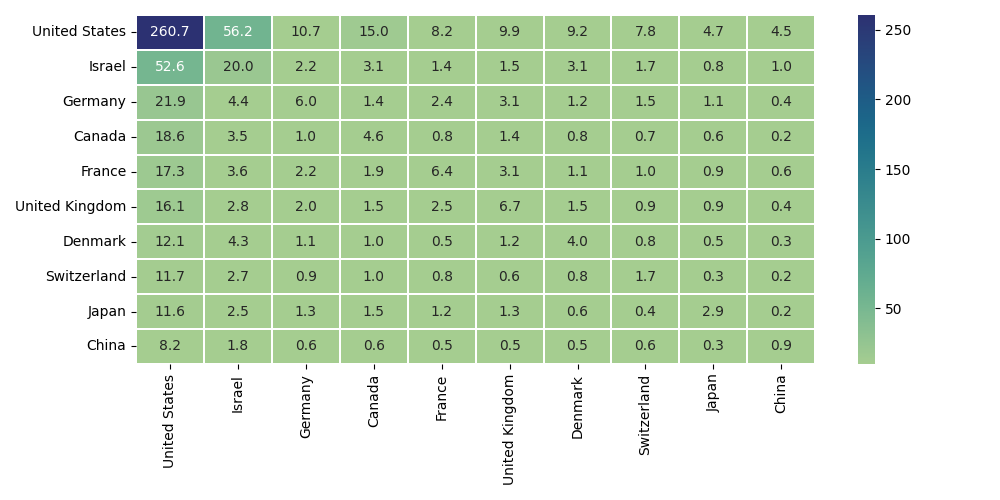 United States 260.7 56.2 10.7 15.0 8.2 9.9 9.2 7.8 4.7 4.5
Israel 52.6 20.0 2.2 3.1 1.4 1.5 3.1 1.7 0.8 1.0
Germany 21.9 4.4 6.0 1.4 2.4 3.1 1.2 1.5 1.1 0.4
Canada 18.6 3.5 1.0 4.6 0.8 1.4 0.8 0.7 0.6 0.2
France 17.3 3.6 2.2 1.9 6.4 3.1 1.1 1.0 0.9 0.6
United Kingdom 16.1 2.8 2.0 1.5 2.5 6.7 1.5 0.9 0.9 0.4
Denmark 12.1 4.3 1.1 1.0 0.5 1.2 4.0 0.8 0.5 0.3
Switzerland 11.7 2.7 0.9 1.0 0.8 0.6 0.8 1.7 0.3 0.2
Japan 11.6 2.5 1.3 1.5 1.2 1.3 0.6 0.4 2.9 0.2
China 8.2 1.8 0.6 0.6 0.5 0.5 0.5 0.6 0.3 0.9
United States
Israel
Germany
Canada
France
United Kingdom
Denmark
Switzerland
Japan
China
250
200
150
100
50